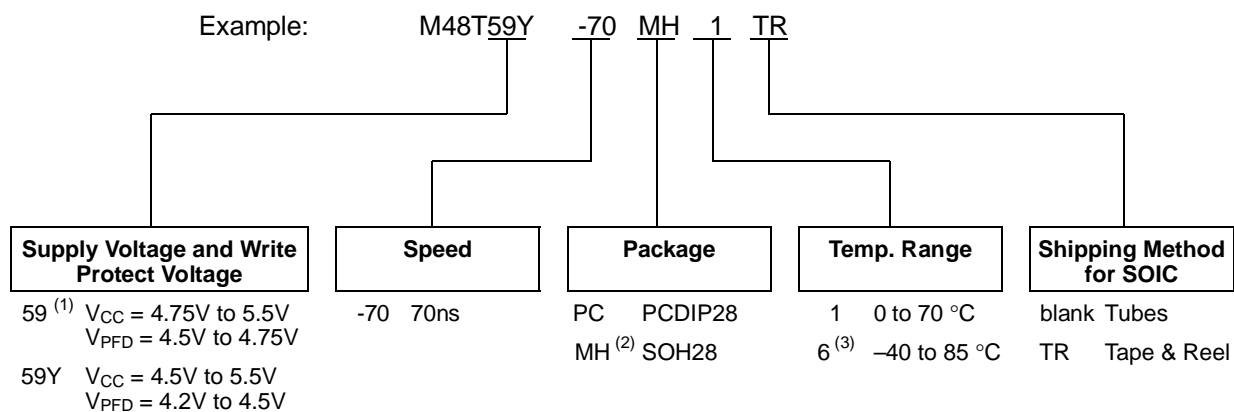 Example: M48T59Y -70 MH 1 TR
Supply Voltage and Write
Protect Voltage
59 (1) VCC = 4.75V to 5.5V
VPFD = 4.5V to 4.75V
59Y VCC = 4.5V to 5.5V
VPFD = 4.2V to 4.5V
Speed
-70 70ns
Package
PC PCDIP28
MH (2) SOH28
Temp. Range
1 0 to 70 °C
6 (3) –40 to 85 °C
Shipping Method
for SOIC
blank Tubes
TR Tape & Reel